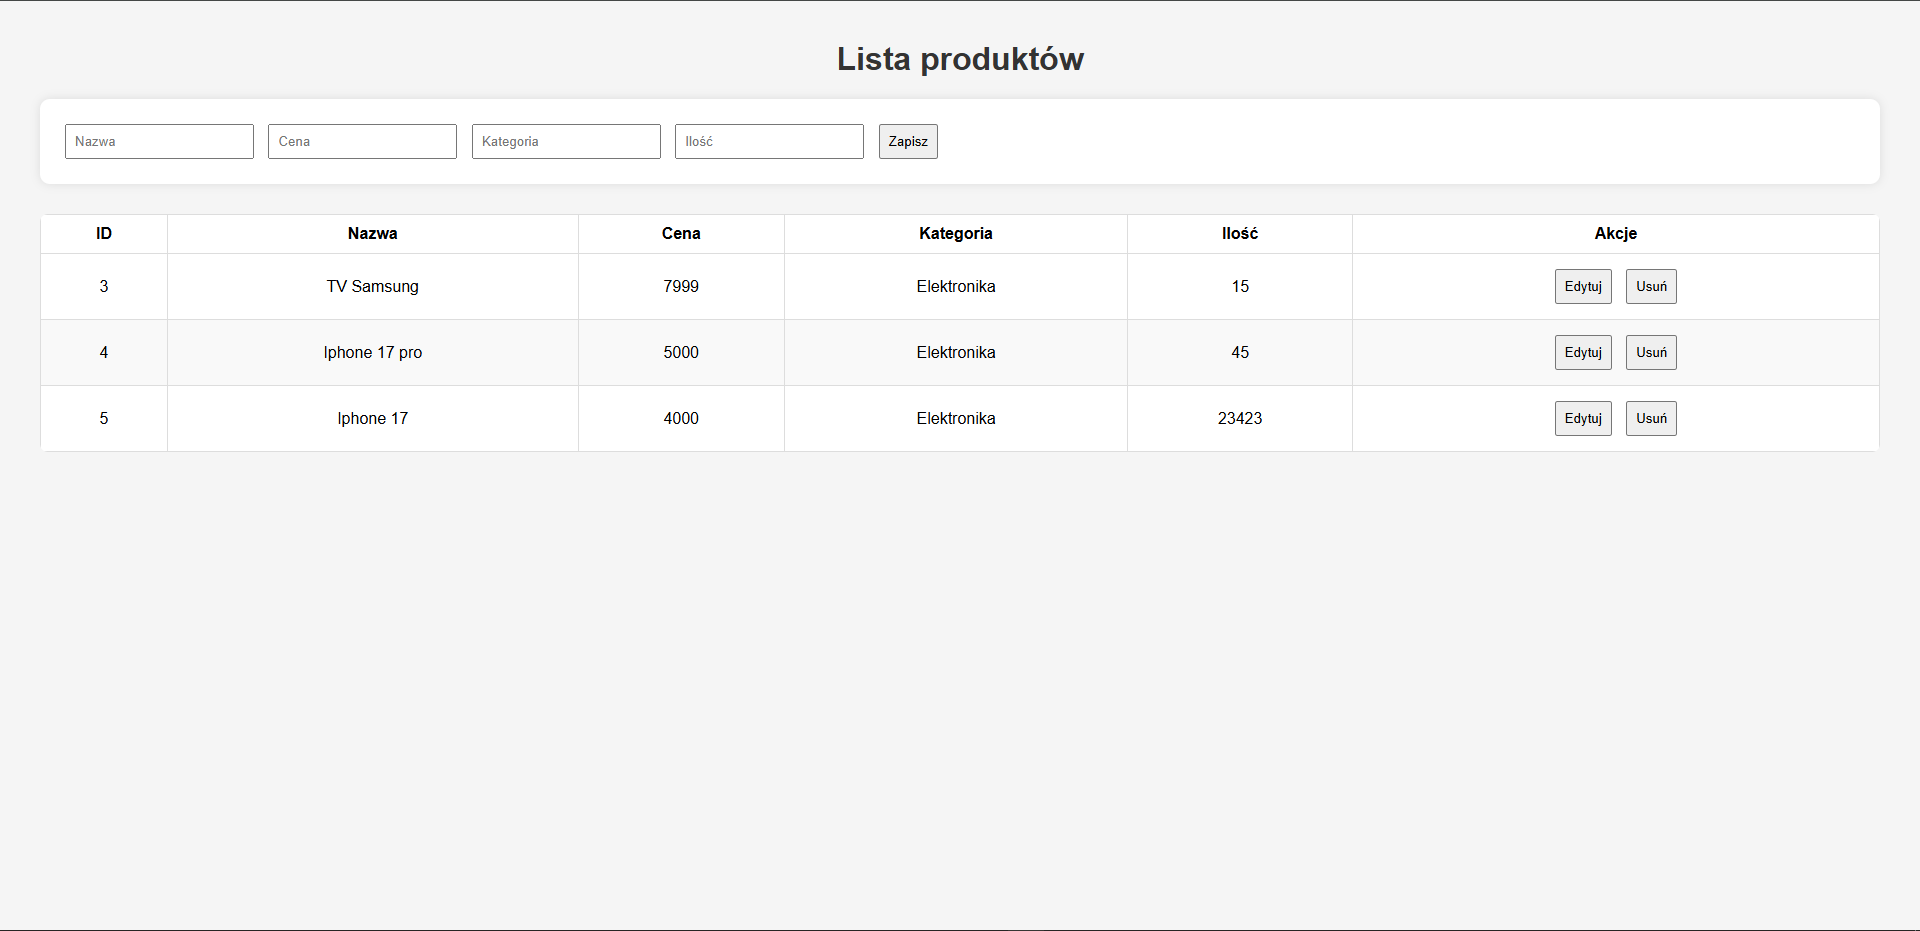 Lista produktów
Nazwa Cena Kategoria Ilość Zapisz
ID Nazwa Cena Kategoria Ilość Akcje
3 TV Samsung 7999 Elektronika 15 Edytuj Usuń
4 Iphone 17 pro 5000 Elektronika 45 Edytuj Usuń
5 Iphone 17 4000 Elektronika 23423 Edytuj Usuń